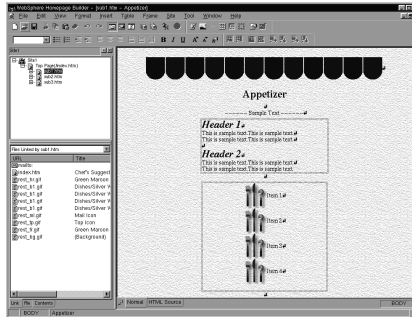 WebSphere Homepage Builder - [sub1.htm - Appetizer]
File Edit View Format Insert Table Frame Site Tool Window Help
Site1
Site1
Top Page(index.htm)
sub1.htm
sub2.htm
sub3.htm
Files Linked by sub1.htm
URL Title
mailto:
index.htm Chef's Suggest
rest_hr.gif Green Maroon
rest_b1.gif Dishes/Silver W
rest_b1.gif Dishes/Silver W
rest_b1.gif Dishes/Silver W
rest_b1.gif Dishes/Silver W
Mail Icon
rest_tp.gif Top Icon
Green Maroon
rest_bg.gif (Background)
Link File Contents
Appetizer
Sample Text
Header 1
This is sample text.This is sample text.
This is sample text.This is sample text.
Header 2
This is sample text.This is sample text.
This is sample text.This is sample text.
Item 1
Item 2
Item 3
Item 4
Normal HTML Source
BODY
BODY Appetizer